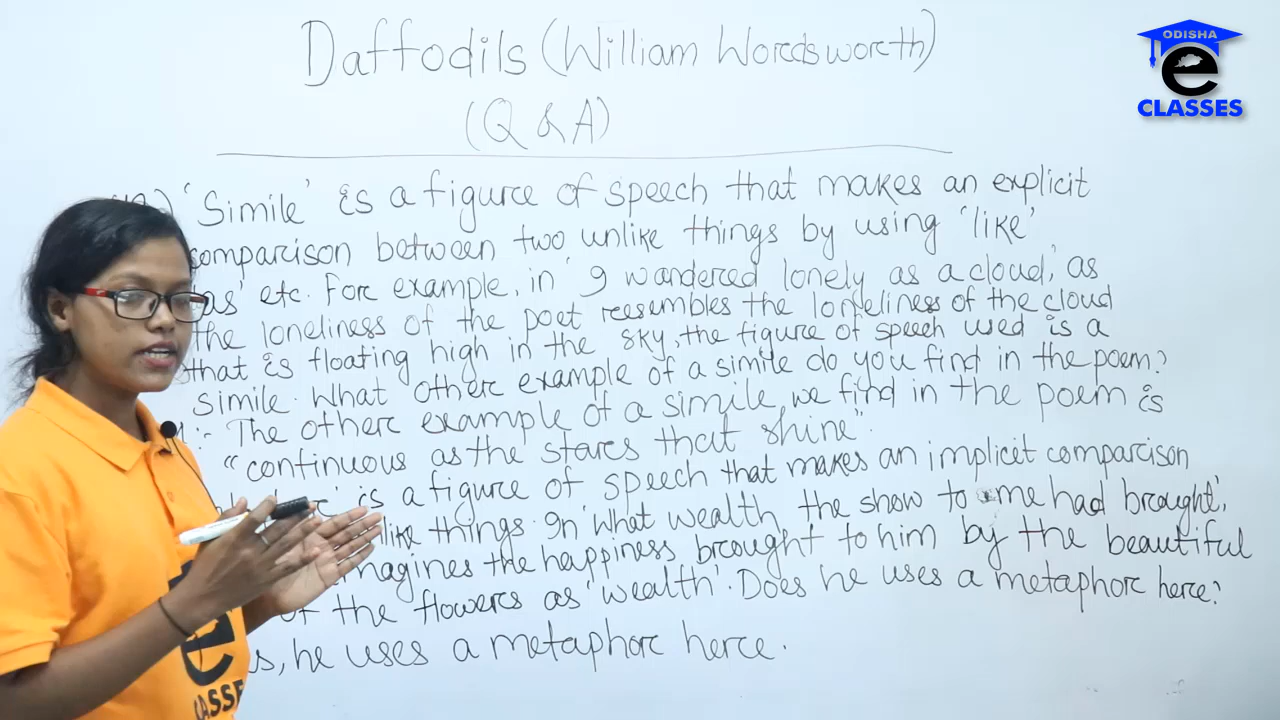 Daffodils (William Wordsworth)
(Q & A)
ODISHA
e
CLASSES
'Simile' is a figure of speech that makes an explicit
comparison between two unlike things by using 'like'
as' etc. For example, in 'I wandered lonely as a cloud,' as
the loneliness of the poet resembles the loneliness of the cloud
that is floating high in the sky, the figure of speech used is a
simile. What other example of a simile do you find in the poem?
:- The other example of a simile, we find in the poem is
"continuous as the stars that shine".
is a figure of speech that makes an implicit comparison
like things. In 'What wealth the show to me had brought',
magines the happiness brought to him by the beautiful
of the flowers as 'wealth'. Does he uses a metaphor here?
s, he uses a metaphor here.
e
CLASSE